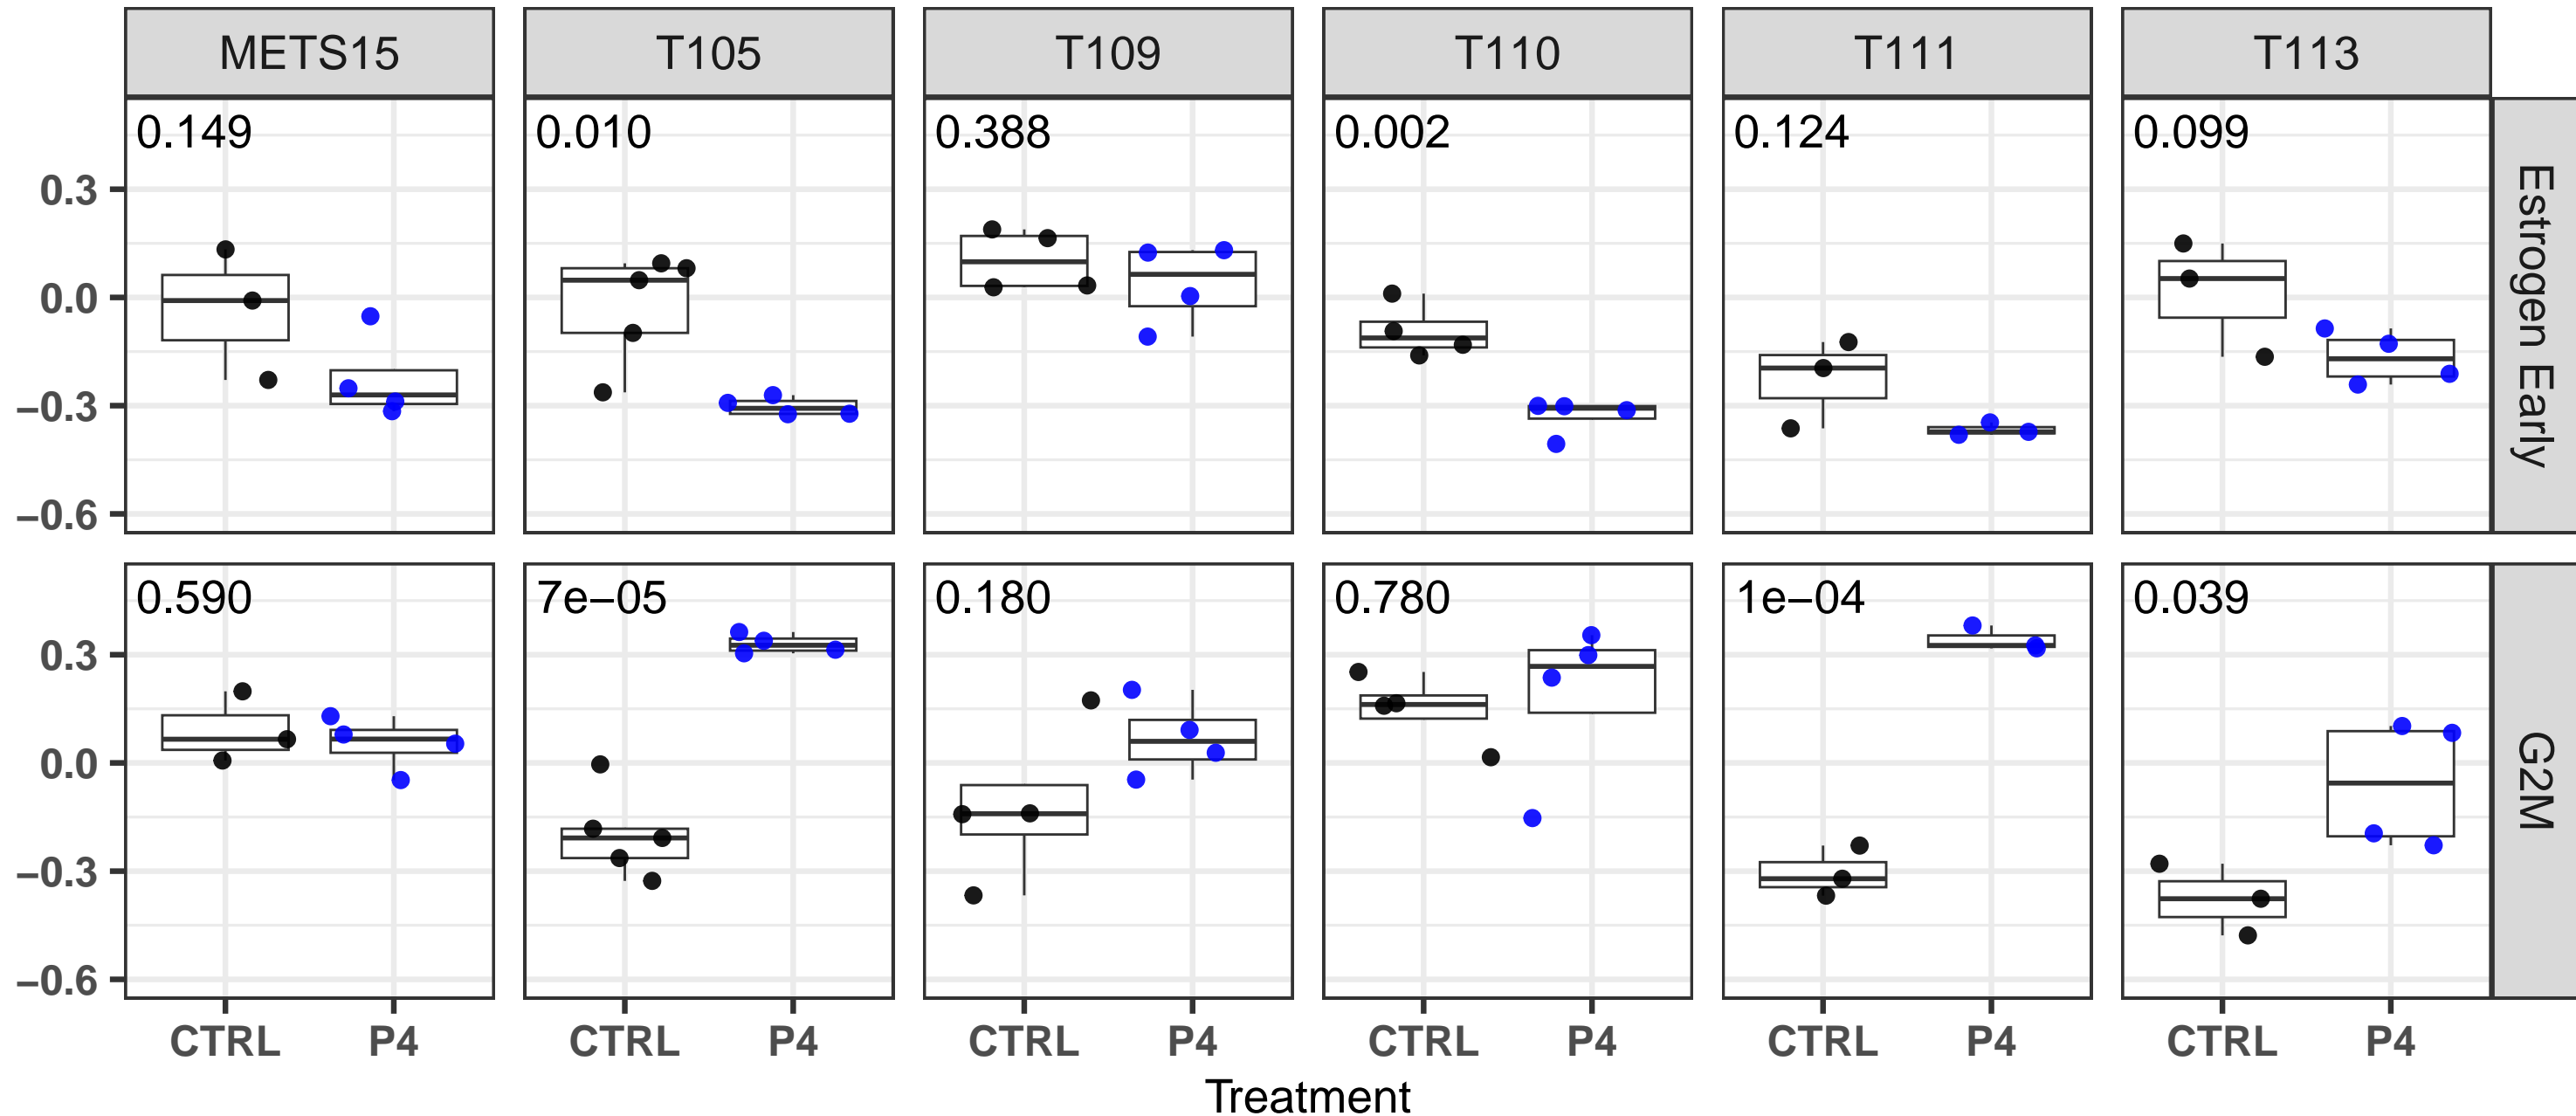 METS15 T105 T109 T110 T111 T113
0.149 0.010 0.388 0.002 0.124 0.099
0.3
0.0
−0.3
−0.6
Estrogen Early
0.590 7e−05 0.180 0.780 1e−04 0.039
0.3
0.0
−0.3
−0.6
G2M
CTRL P4 CTRL P4 CTRL P4 CTRL P4 CTRL P4 CTRL P4
Treatment